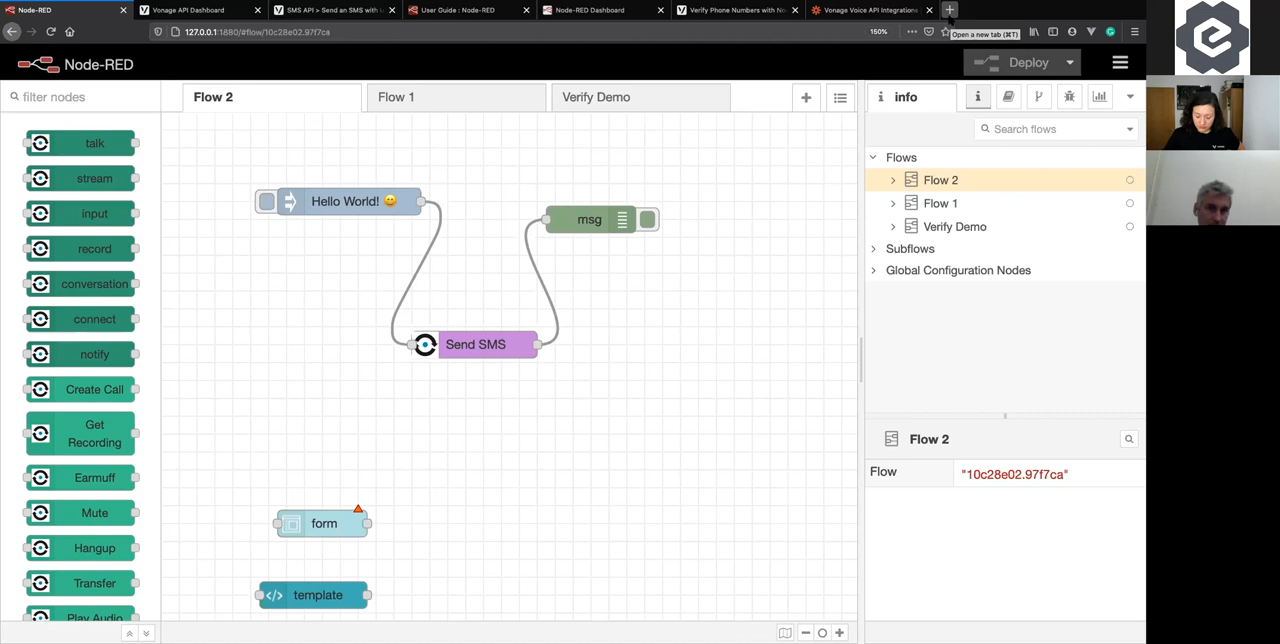 Node-RED
Vonage API Dashboard
SMS API > Send an SMS with
User Guide : Node-RED
Node-RED Dashboard
Verify Phone Numbers with No
Vonage Voice API Integrations
127.0.0.1:1880/#flow/10c28e02.97f7ca
150%
Open a new tab (⌘T)
Node-RED
Deploy
filter nodes
Flow 2
Flow 1
Verify Demo
info
Search flows
talk
stream
input
record
conversation
connect
notify
Create Call
Get
Recording
Earmuff
Mute
Hangup
Transfer
Play Audio
Hello World! 😀
msg
Send SMS
form
template
Flows
Flow 2
Flow 1
Verify Demo
Subflows
Global Configuration Nodes
Flow 2
Flow
"10c28e02.97f7ca"